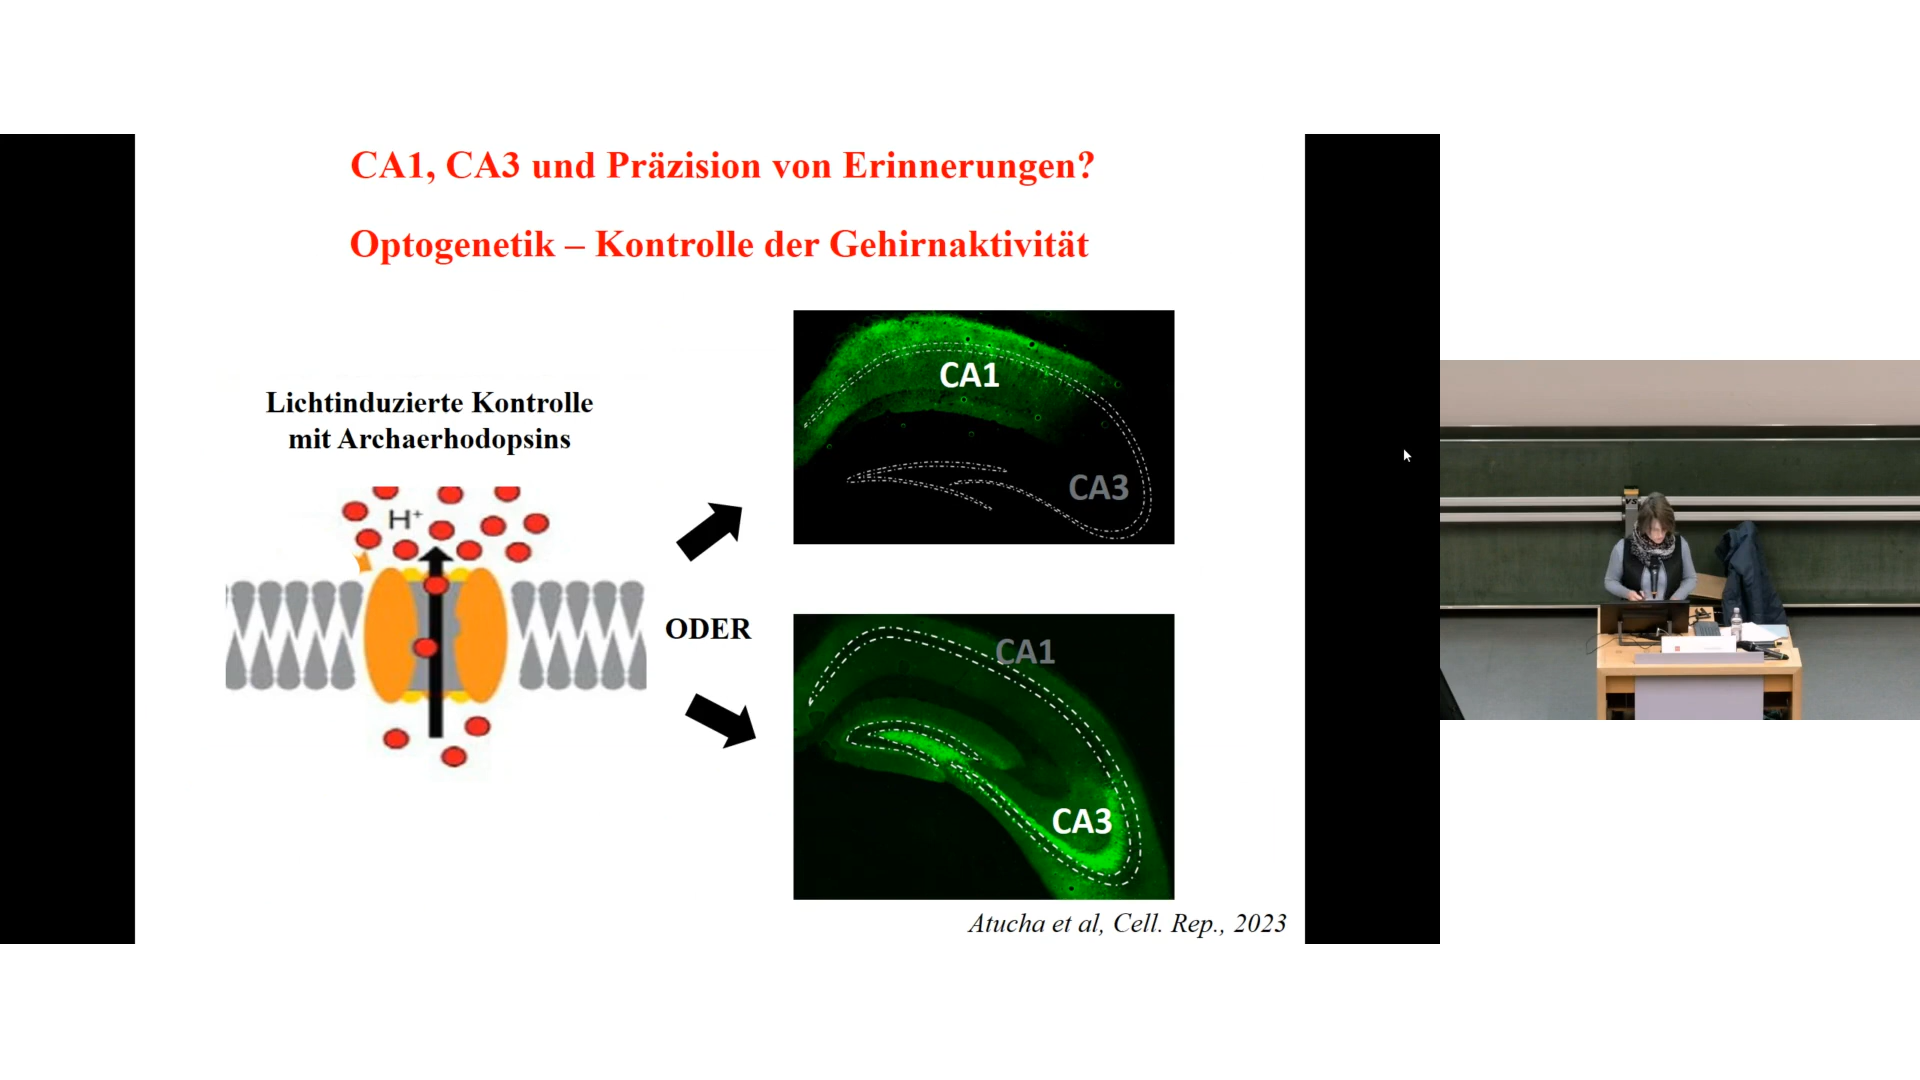 CA1, CA3 und Präzision von Erinnerungen?
Optogenetik – Kontrolle der Gehirnaktivität
Lichtinduzierte Kontrolle
mit Archaerhodopsins
H+
ODER
CA1
CA3
CA1
CA3
Atucha et al, Cell. Rep., 2023